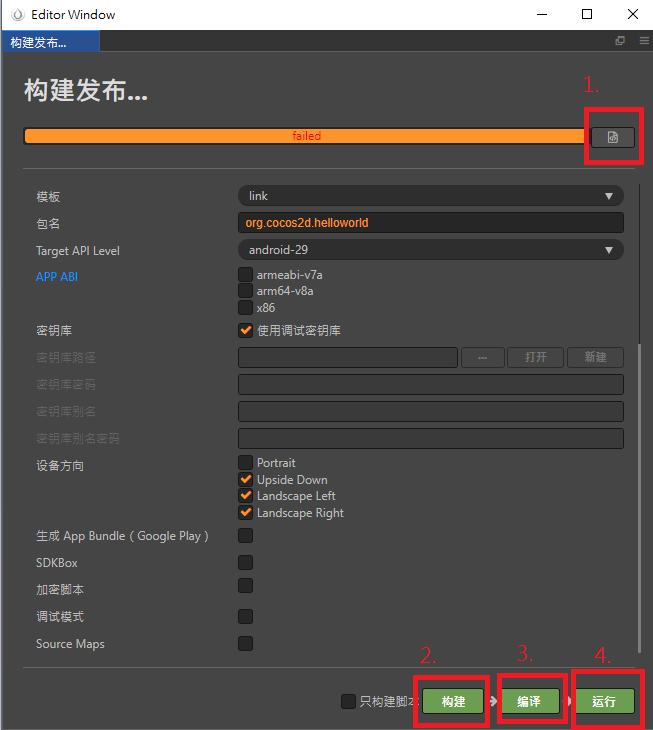 Editor Window
构建发布...
构建发布...
1.
failed
模板 link
包名 org.cocos2d.helloworld
Target API Level android-29
APP ABI armeabi-v7a
arm64-v8a
x86
密钥库 使用调试密钥库
密钥库路径 ... 打开 新建
密钥库密码
密钥库别名
密钥库别名密码
设备方向 Portrait
Upside Down
Landscape Left
Landscape Right
生成 App Bundle ( Google Play )
SDKBox
加密脚本
调试模式
Source Maps
2. 3. 4.
只构建脚本 构建 编译 运行